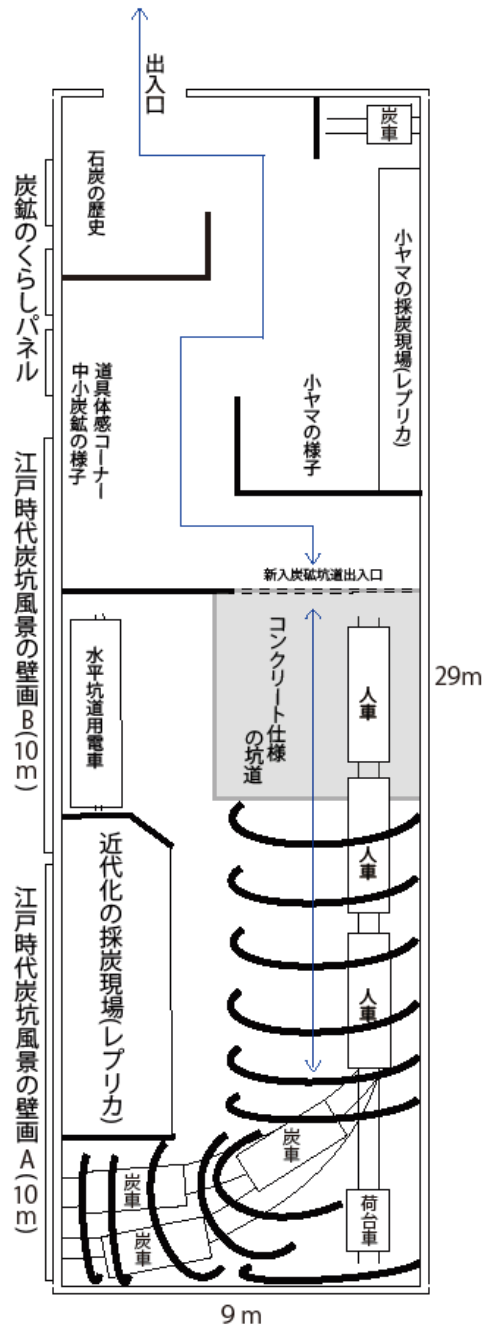 出入口
炭車
石炭の歴史
炭鉱のくらしパネル
小ヤマの採炭現場(レプリカ)
小ヤマの様子
道具体感コーナー
中小炭鉱の様子
新入炭砿坑道出入口
江戸時代炭坑風景の壁画B(10m)
コンクリート仕様
の坑道
水平坑道用電車
人車
29m
人車
近代化の採炭現場(レプリカ)
人車
江戸時代炭坑風景の壁画A(10m)
炭車
炭車
炭車
荷台車
9m